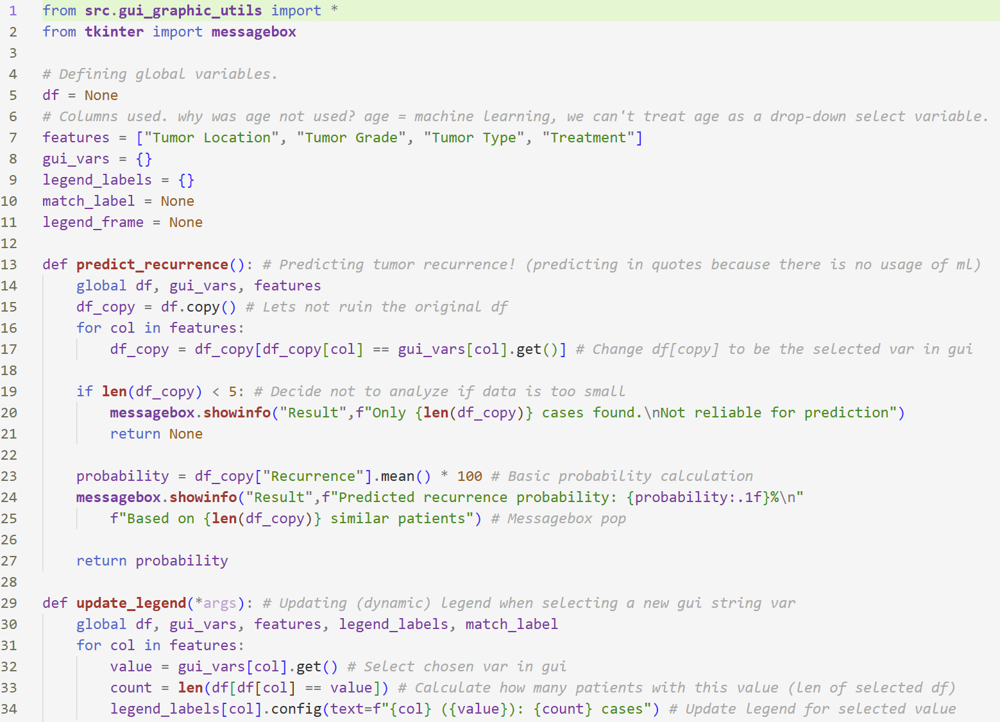 1 from src.gui_graphic_utils import *
2 from tkinter import messagebox
3
4 # Defining global variables.
5 df = None
6 # Columns used. why was age not used? age = machine learning, we can't treat age as a drop-down select variable.
7 features = ["Tumor Location", "Tumor Grade", "Tumor Type", "Treatment"]
8 gui_vars = {}
9 legend_labels = {}
10 match_label = None
11 legend_frame = None
12
13 def predict_recurrence(): # Predicting tumor recurrence! (predicting in quotes because there is no usage of ml)
14     global df, gui_vars, features
15     df_copy = df.copy() # Lets not ruin the original df
16     for col in features:
17         df_copy = df_copy[df_copy[col] == gui_vars[col].get()] # Change df[copy] to be the selected var in gui
18
19     if len(df_copy) < 5: # Decide not to analyze if data is too small
20         messagebox.showinfo("Result",f"Only {len(df_copy)} cases found.\nNot reliable for prediction")
21         return None
22
23     probability = df_copy["Recurrence"].mean() * 100 # Basic probability calculation
24     messagebox.showinfo("Result",f"Predicted recurrence probability: {probability:.1f}%\n"
25         f"Based on {len(df_copy)} similar patients") # Messagebox pop
26
27     return probability
28
29 def update_legend(*args): # Updating (dynamic) legend when selecting a new gui string var
30     global df, gui_vars, features, legend_labels, match_label
31     for col in features:
32         value = gui_vars[col].get() # Select chosen var in gui
33         count = len(df[df[col] == value]) # Calculate how many patients with this value (len of selected df)
34         legend_labels[col].config(text=f"{col} ({value}): {count} cases") # Update legend for selected value